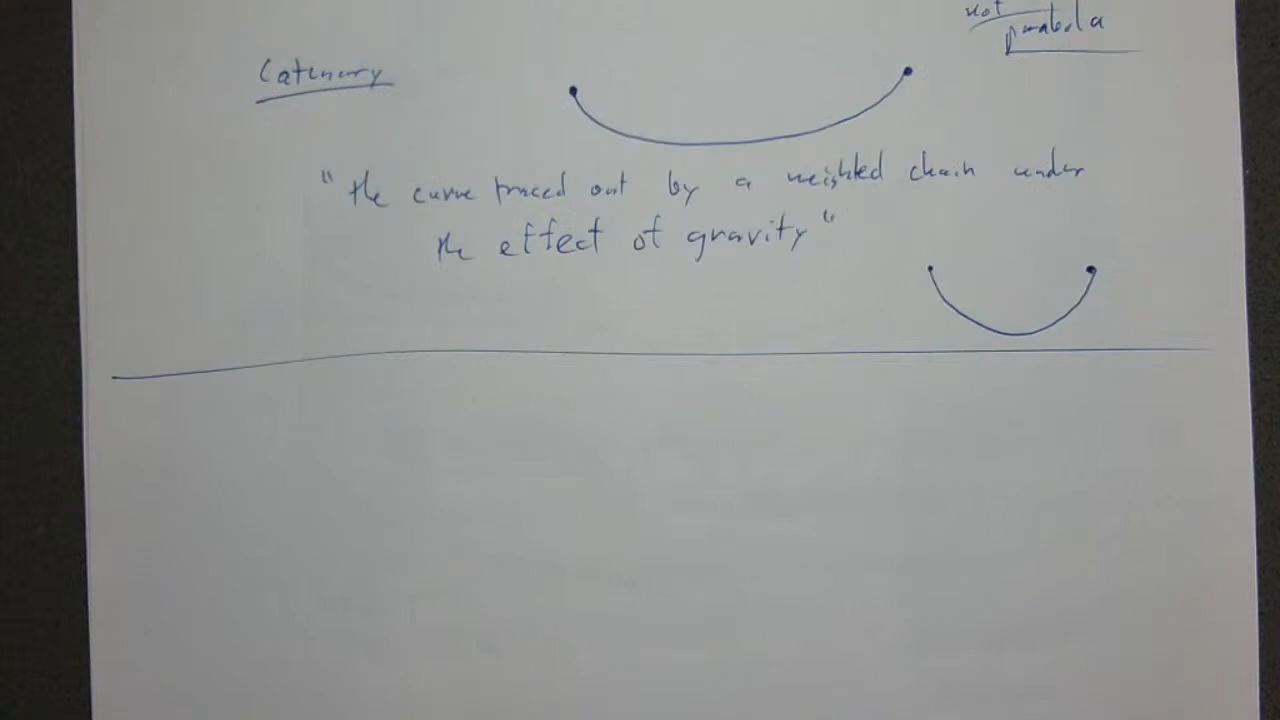 not
parabola
Catenary
"the curve traced out by a weighted chain under
the effect of gravity"